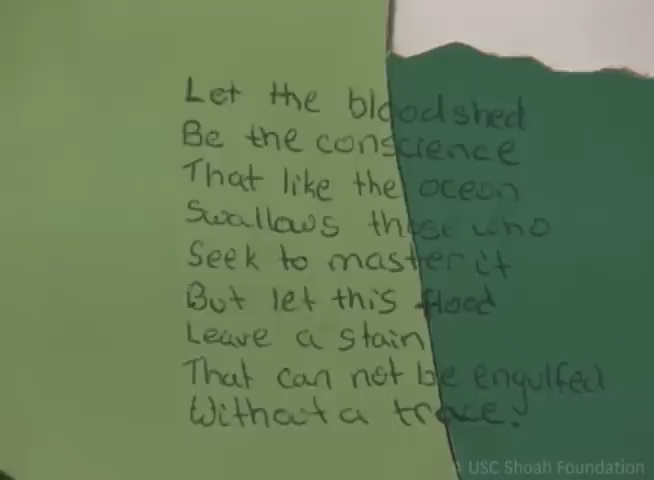 Let the bloodshed
Be the conscience
That like the ocean
Swallows those who
Seek to master it
But let this flood
Leave a stain
That can not be engulfed
Without a trace.
© USC Shoah Foundation